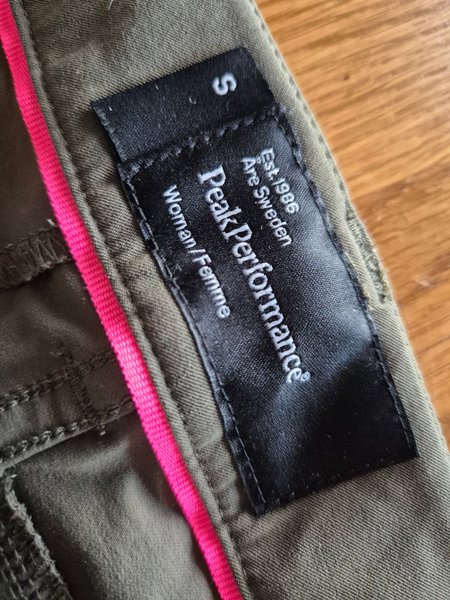 S
Est.1986
Åre Sweden
PeakPerformance®
Woman/Femme